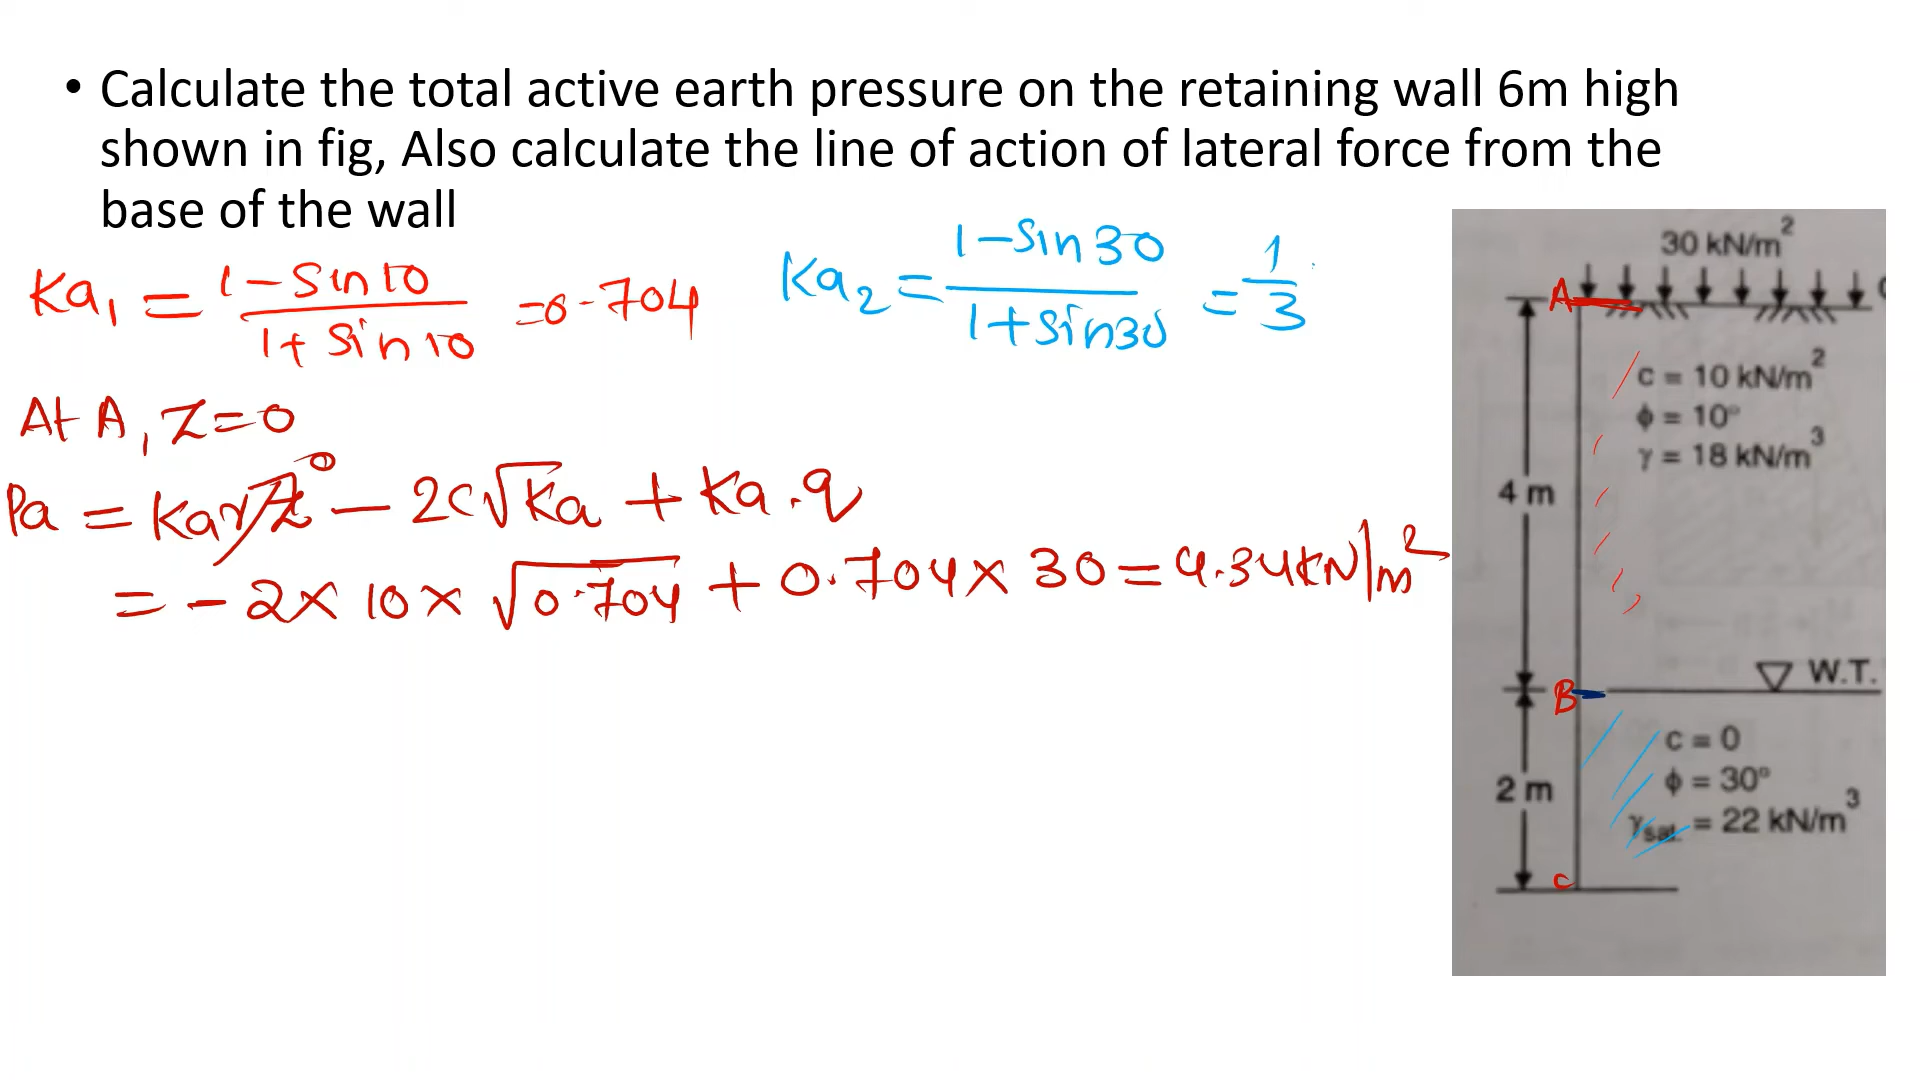 • Calculate the total active earth pressure on the retaining wall 6m high
shown in fig, Also calculate the line of action of lateral force from the
base of the wall
Ka₁ = 1 - Sin10 / 1 + Sin10 = 0.704
Ka₂ = 1 - Sin30 / 1 + Sin30 = 1/3
At A, Z = 0
Pa = KaγZ⁰ - 2c√Ka + Ka.q
= - 2 × 10 × √0.704 + 0.704 × 30 = 4.34 kN/m²
30 kN/m²
A
c = 10 kN/m²
ϕ = 10°
γ = 18 kN/m³
4 m
W.T.
B
c = 0
ϕ = 30°
2 m
γsat. = 22 kN/m³
C